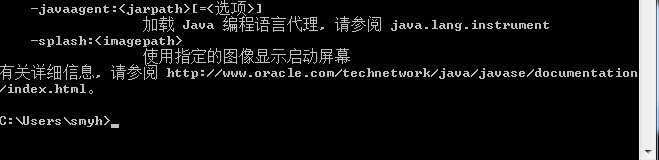 -javaagent:<jarpath>[=<选项>]
加载 Java 编程语言代理, 请参阅 java.lang.instrument
-splash:<imagepath>
使用指定的图像显示启动屏幕
有关详细信息, 请参阅 http://www.oracle.com/technetwork/java/javase/documentation
/index.html。
C:\Users\smyh>_